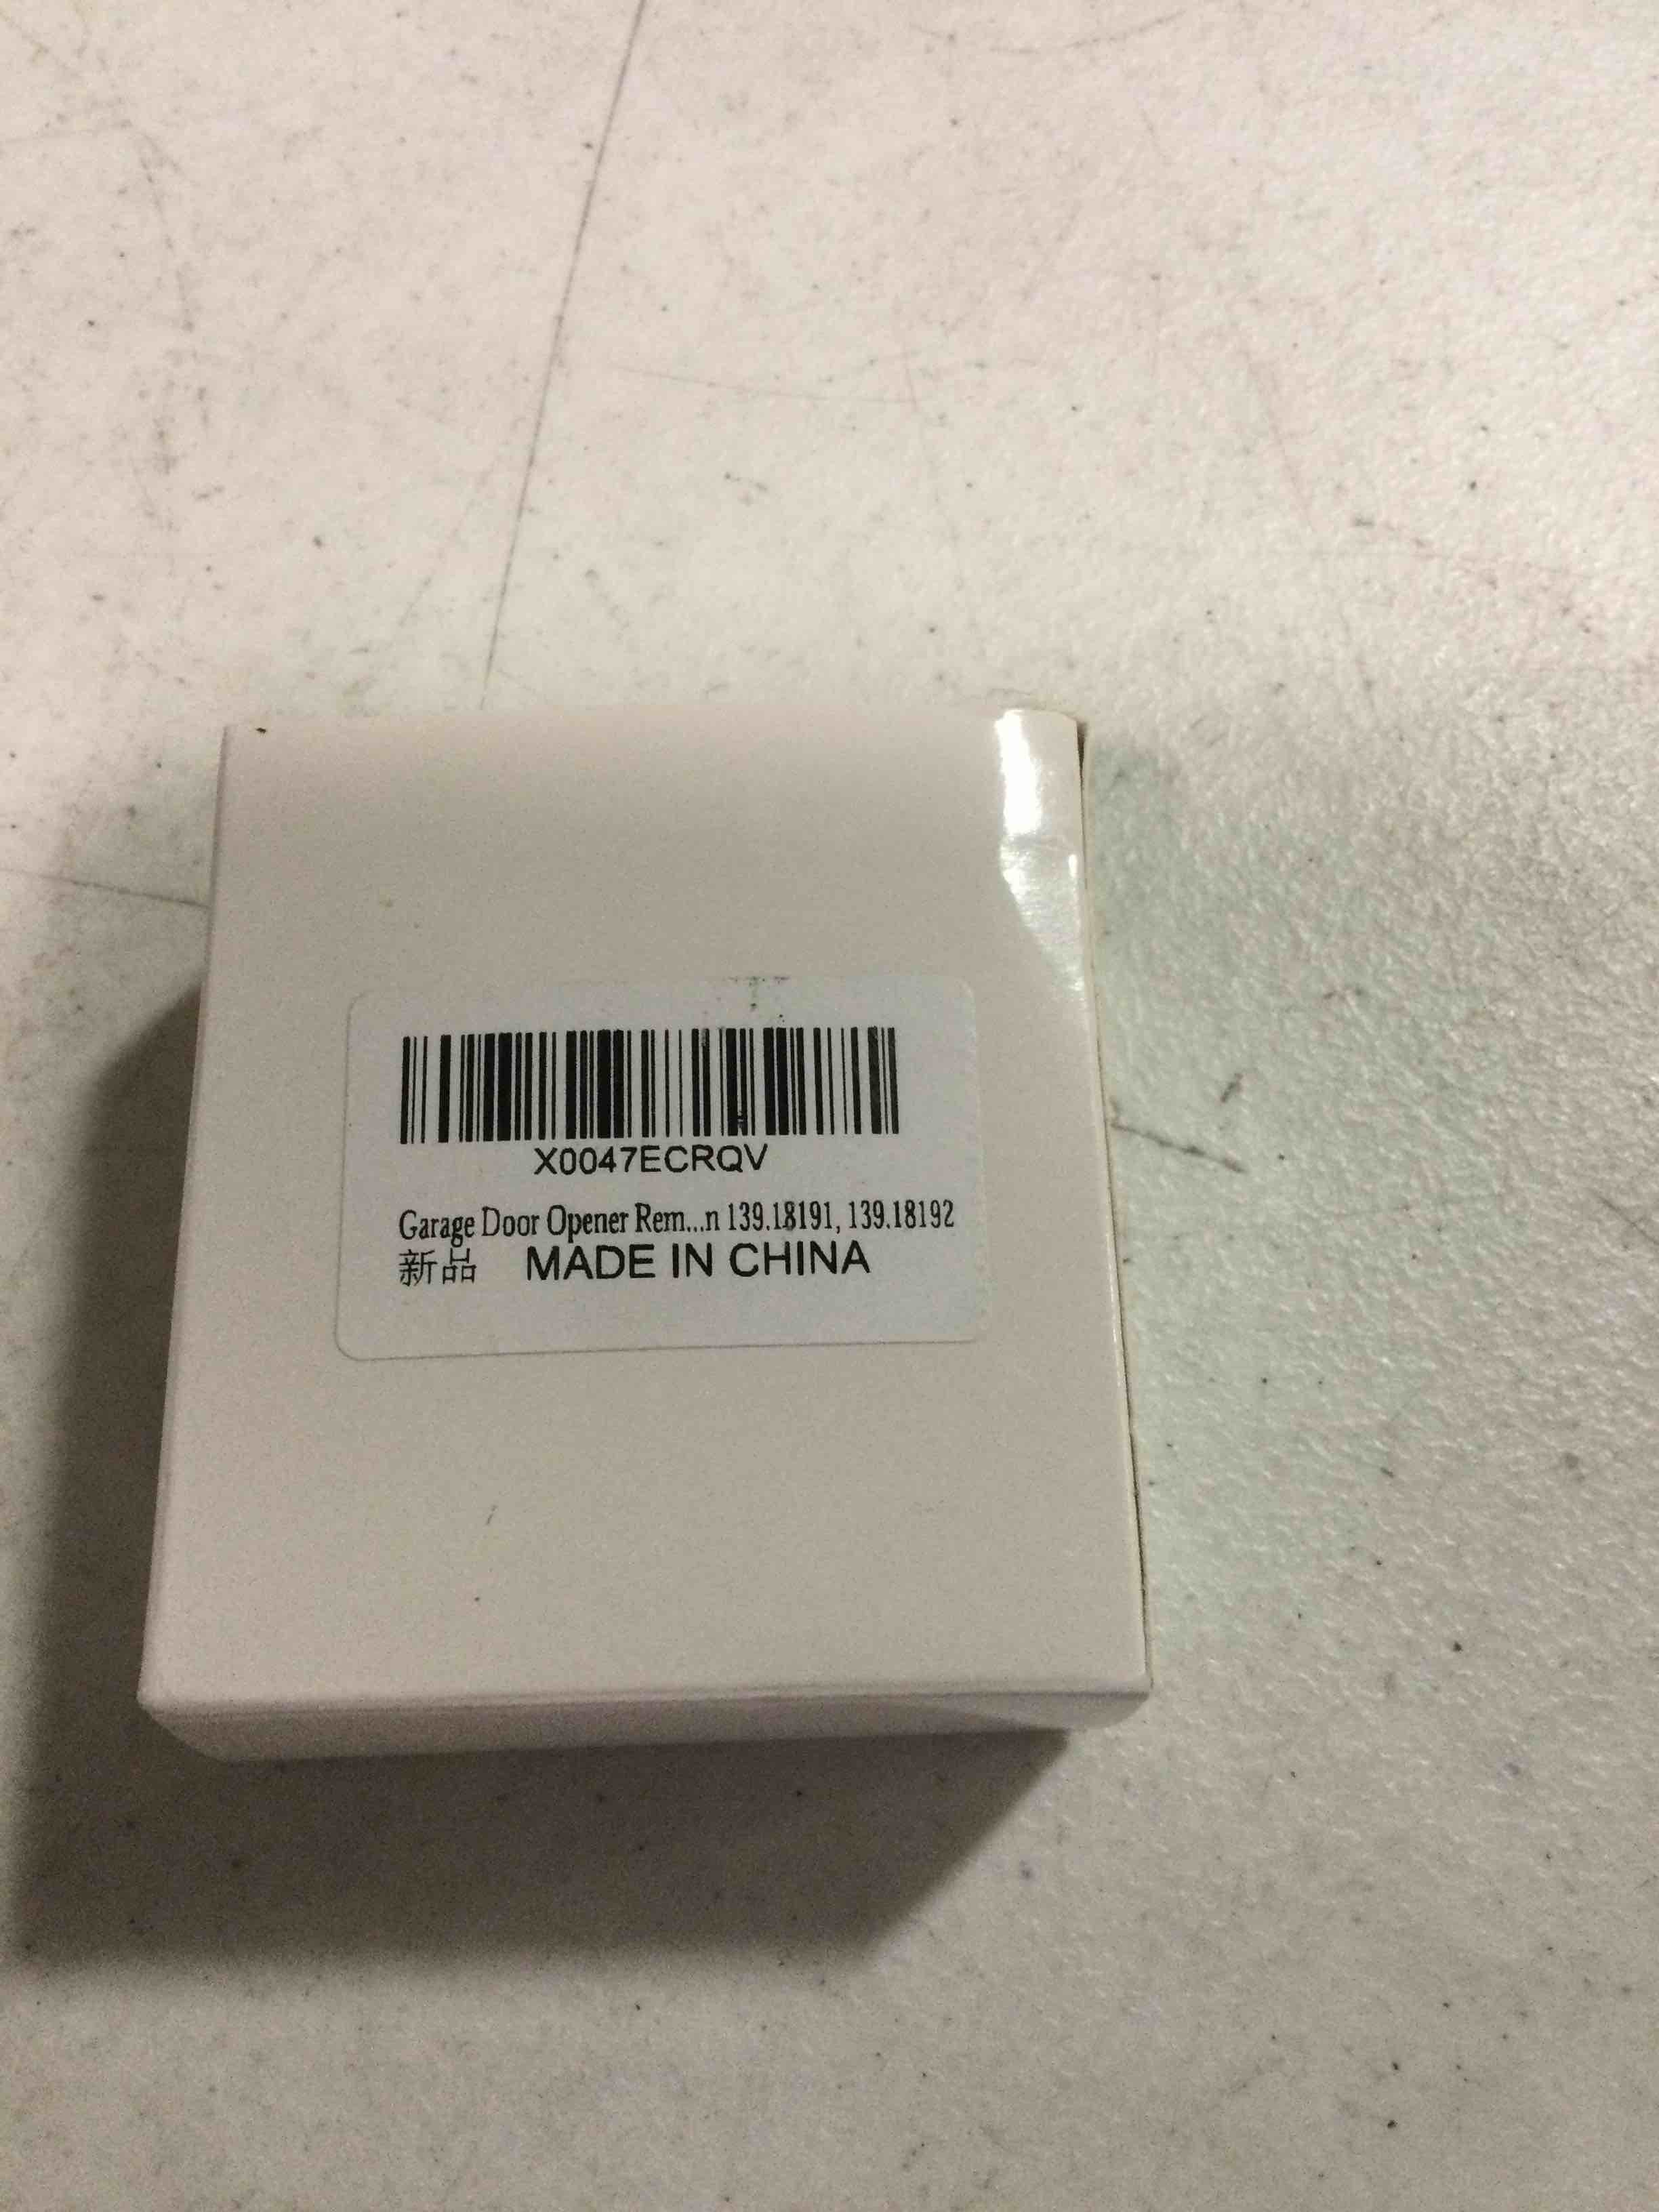 X0047ECRQV
Garage Door Opener Rem...n 139.18191, 139.18192
新品 MADE IN CHINA